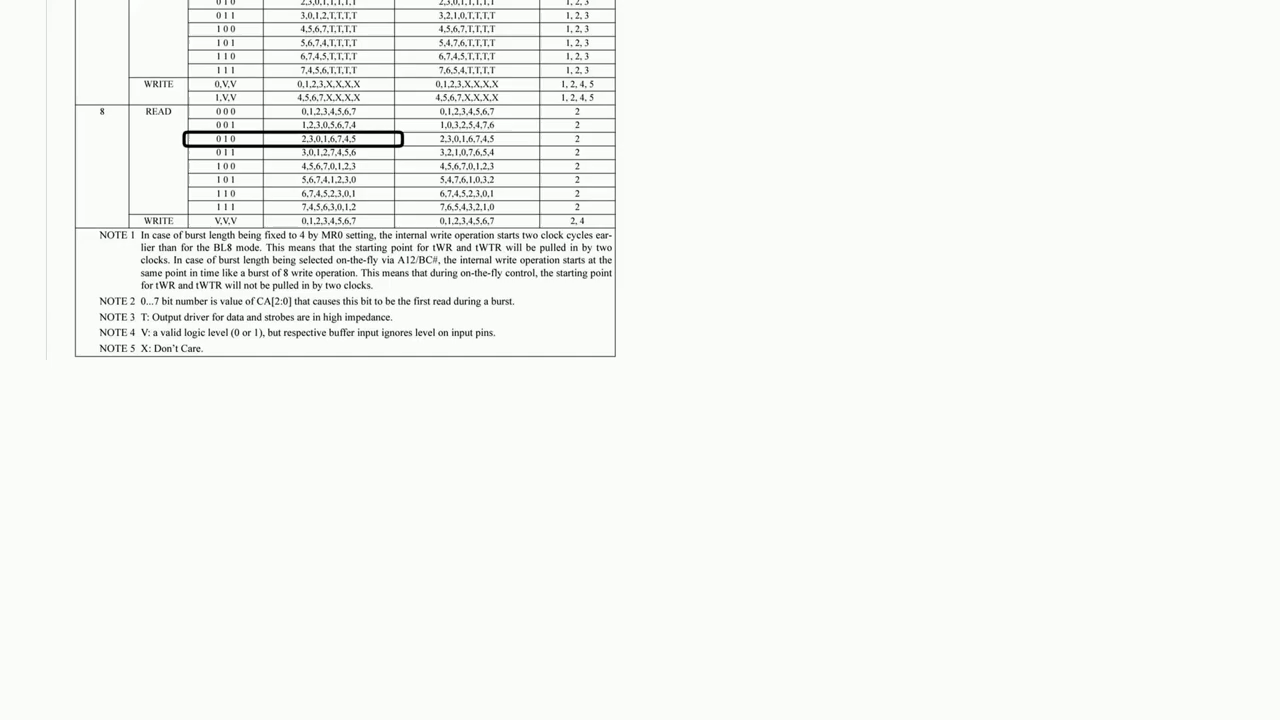 0 1 0 2,3,0,1,T,T,T,T 2,3,0,1,T,T,T,T 1, 2, 3
0 1 1 3,0,1,2,T,T,T,T 3,2,1,0,T,T,T,T 1, 2, 3
1 0 0 4,5,6,7,T,T,T,T 4,5,6,7,T,T,T,T 1, 2, 3
1 0 1 5,6,7,4,T,T,T,T 5,4,7,6,T,T,T,T 1, 2, 3
1 1 0 6,7,4,5,T,T,T,T 6,7,4,5,T,T,T,T 1, 2, 3
1 1 1 7,4,5,6,T,T,T,T 7,6,5,4,T,T,T,T 1, 2, 3
WRITE 0,V,V 0,1,2,3,X,X,X,X 0,1,2,3,X,X,X,X 1, 2, 4, 5
1,V,V 4,5,6,7,X,X,X,X 4,5,6,7,X,X,X,X 1, 2, 4, 5
8 READ 0 0 0 0,1,2,3,4,5,6,7 0,1,2,3,4,5,6,7 2
0 0 1 1,2,3,0,5,6,7,4 1,0,3,2,5,4,7,6 2
0 1 0 2,3,0,1,6,7,4,5 2,3,0,1,6,7,4,5 2
0 1 1 3,0,1,2,7,4,5,6 3,2,1,0,7,6,5,4 2
1 0 0 4,5,6,7,0,1,2,3 4,5,6,7,0,1,2,3 2
1 0 1 5,6,7,4,1,2,3,0 5,4,7,6,1,0,3,2 2
1 1 0 6,7,4,5,2,3,0,1 6,7,4,5,2,3,0,1 2
1 1 1 7,4,5,6,3,0,1,2 7,6,5,4,3,2,1,0 2
WRITE V,V,V 0,1,2,3,4,5,6,7 0,1,2,3,4,5,6,7 2, 4
NOTE 1 In case of burst length being fixed to 4 by MR0 setting, the internal write operation starts two clock cycles ear-
lier than for the BL8 mode. This means that the starting point for tWR and tWTR will be pulled in by two
clocks. In case of burst length being selected on-the-fly via A12/BC#, the internal write operation starts at the
same point in time like a burst of 8 write operation. This means that during on-the-fly control, the starting point
for tWR and tWTR will not be pulled in by two clocks.
NOTE 2 0...7 bit number is value of CA[2:0] that causes this bit to be the first read during a burst.
NOTE 3 T: Output driver for data and strobes are in high impedance.
NOTE 4 V: a valid logic level (0 or 1), but respective buffer input ignores level on input pins.
NOTE 5 X: Don't Care.